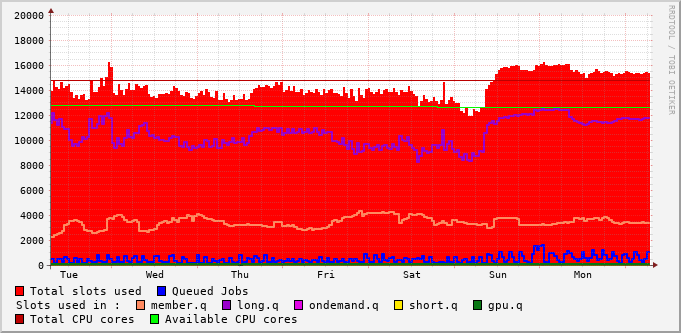 20000
18000
16000
14000
12000
10000
8000
6000
4000
2000
0
Tue Wed Thu Fri Sat Sun Mon
RRDTOOL / TOBI OETIKER
Total slots used Queued Jobs
Slots used in : member.q long.q ondemand.q short.q gpu.q
Total CPU cores Available CPU cores